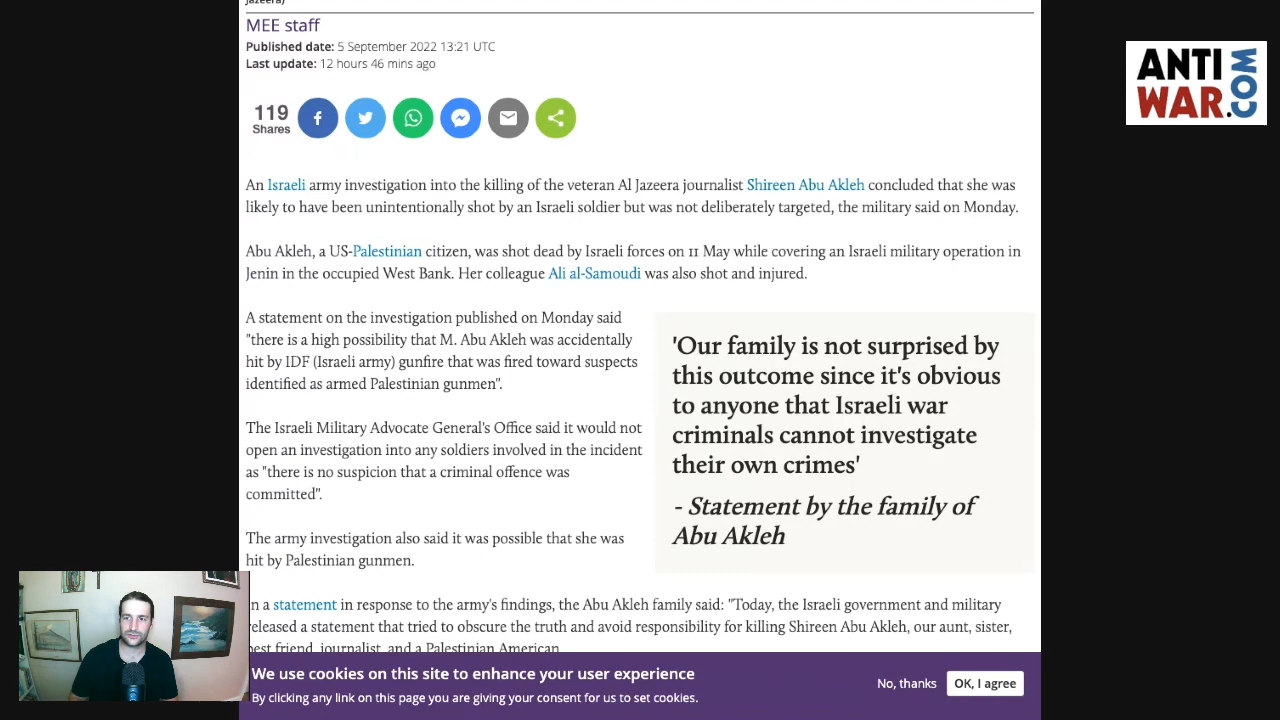 Jazeera)
MEE staff
Published date: 5 September 2022 13:21 UTC
Last update: 12 hours 46 mins ago
119
Shares
An Israeli army investigation into the killing of the veteran Al Jazeera journalist Shireen Abu Akleh concluded that she was
likely to have been unintentionally shot by an Israeli soldier but was not deliberately targeted, the military said on Monday.
Abu Akleh, a US-Palestinian citizen, was shot dead by Israeli forces on 11 May while covering an Israeli military operation in
Jenin in the occupied West Bank. Her colleague Ali al-Samoudi was also shot and injured.
A statement on the investigation published on Monday said
"there is a high possibility that M. Abu Akleh was accidentally
hit by IDF (Israeli army) gunfire that was fired toward suspects
identified as armed Palestinian gunmen".
The Israeli Military Advocate General's Office said it would not
open an investigation into any soldiers involved in the incident
as "there is no suspicion that a criminal offence was
committed".
The army investigation also said it was possible that she was
hit by Palestinian gunmen.
'Our family is not surprised by
this outcome since it's obvious
to anyone that Israeli war
criminals cannot investigate
their own crimes'
- Statement by the family of
Abu Akleh
In a statement in response to the army's findings, the Abu Akleh family said: "Today, the Israeli government and military
released a statement that tried to obscure the truth and avoid responsibility for killing Shireen Abu Akleh, our aunt, sister,
best friend, journalist, and a Palestinian American
We use cookies on this site to enhance your user experience
By clicking any link on this page you are giving your consent for us to set cookies.
No, thanks
OK, I agree
ANTI
WAR.COM